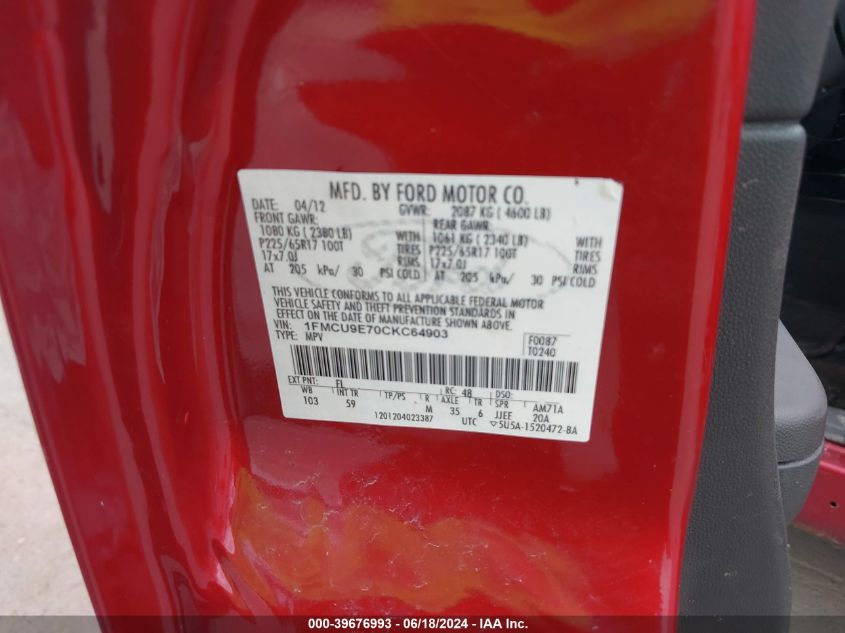 MFD. BY FORD MOTOR CO.
DATE: 04/12 GVWR: 2087 KG ( 4600 LB)
FRONT GAWR: REAR GAWR:
1080 KG ( 2380 LB) WITH 1061 KG ( 2340 LB) WITH
P225/65R17 100T TIRES P225/65R17 100T TIRES
17x7.0J RIMS 17x7.0J RIMS
AT 205 kPa/ 30 PSI COLD AT 205 kPa/ 30 PSI COLD
THIS VEHICLE CONFORMS TO ALL APPLICABLE FEDERAL MOTOR
VEHICLE SAFETY AND THEFT PREVENTION STANDARDS IN
EFFECT ON THE DATE OF MANUFACTURE SHOWN ABOVE.
VIN: 1FMCU9E70CKC64903 F0087
TYPE: MPV T0240
EXT PNT: FL RC: 48 DSO:
WB INT TR TP/PS R AXLE TR SPR AM71A
103 59 M 35 6 JJEE 20A
1201204023387 UTC ▽5U5A-1520472-BA
000-39676993 - 06/18/2024 - IAA